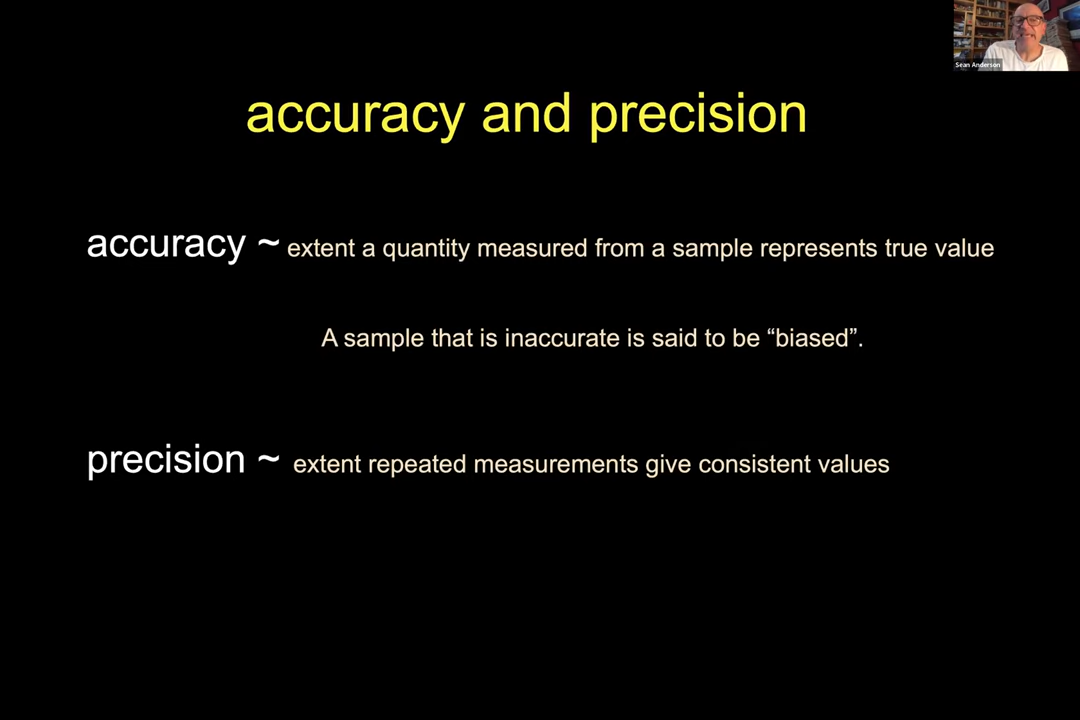 Sean Anderson
accuracy and precision
accuracy ~ extent a quantity measured from a sample represents true value
A sample that is inaccurate is said to be “biased”.
precision ~ extent repeated measurements give consistent values